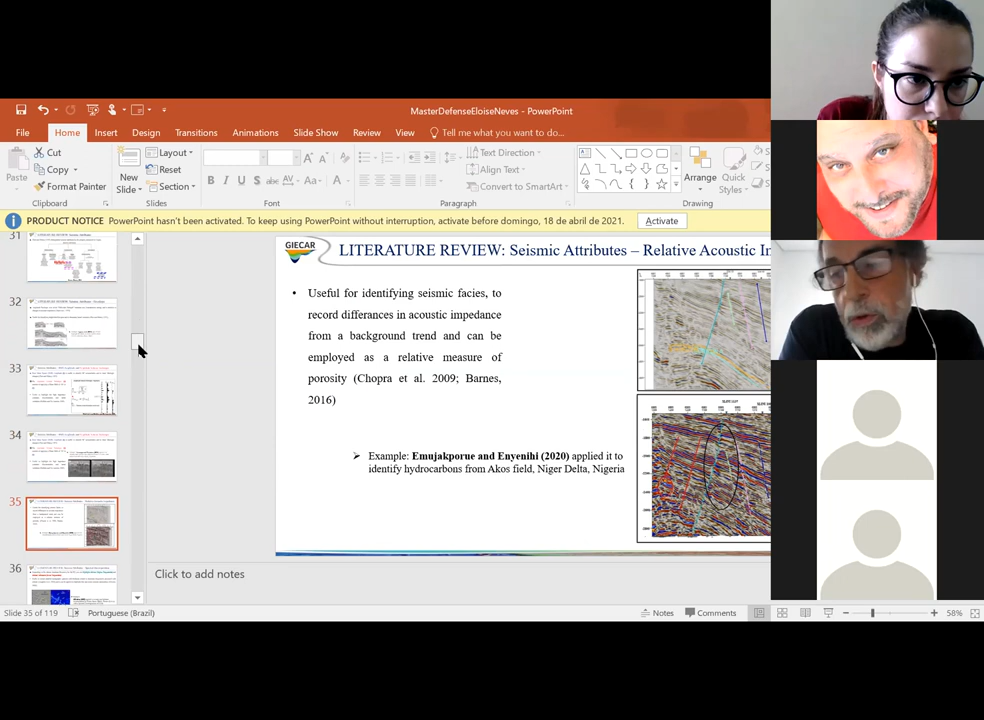 MasterDefenseEloiseNeves - PowerPoint
File Home Insert Design Transitions Animations Slide Show Review View Tell me what you want to do...
Paste
Cut
Copy
Format Painter
New
Slide
Layout
Reset
Section
Text Direction
Align Text
Convert to SmartArt
Arrange
Quick
Styles
Clipboard Slides Font Paragraph Drawing
PRODUCT NOTICE PowerPoint hasn't been activated. To keep using PowerPoint without interruption, activate before domingo, 18 de abril de 2021. Activate
31
32
33
34
35
36
GIECAR
LITERATURE REVIEW: Seismic Attributes – Relative Acoustic
• Useful for identifying seismic facies, to
record differances in acoustic impedance
from a background trend and can be
employed as a relative measure of
porosity (Chopra et al. 2009; Barnes,
2016)
➢ Example: Emujakporue and Enyenihi (2020) applied it to
identify hydrocarbons from Akos field, Niger Delta, Nigeria
Click to add notes
Slide 35 of 119 Portuguese (Brazil) Notes Comments 58%